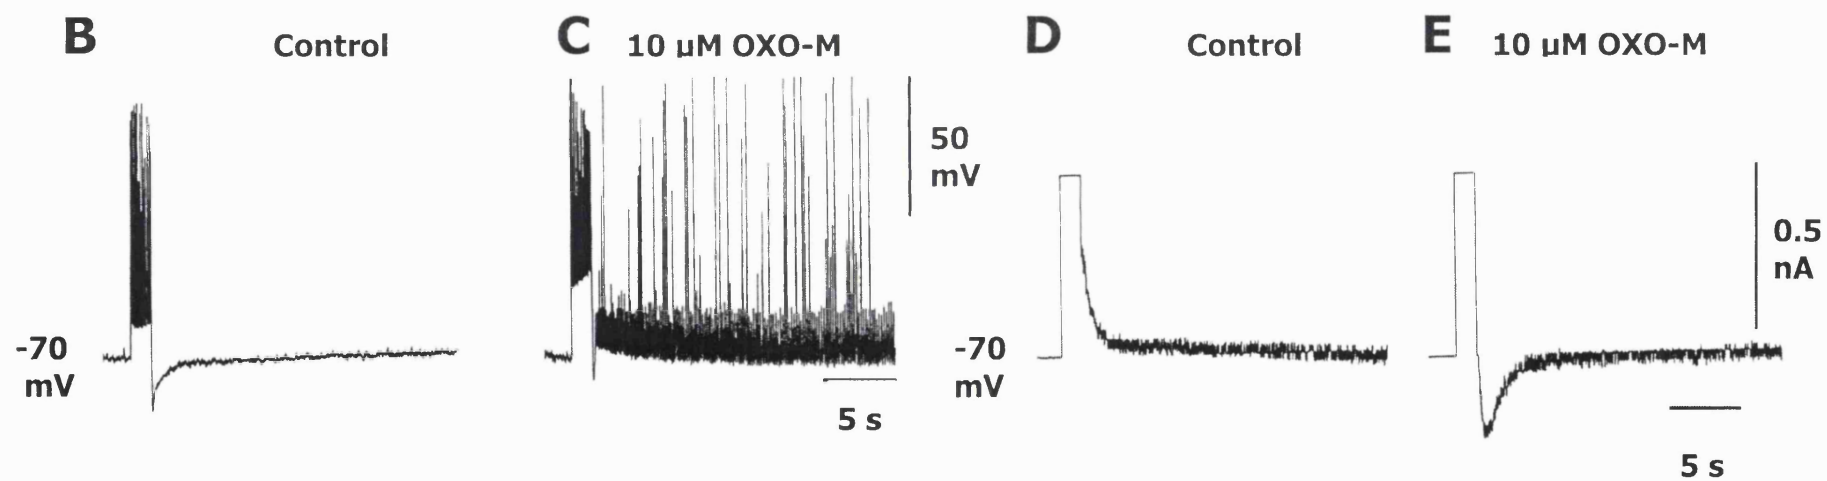 B Control
C 10 µM OXO-M
D Control
E 10 µM OXO-M
50
mV
0.5
nA
-70
mV
-70
mV
5 s
5 s